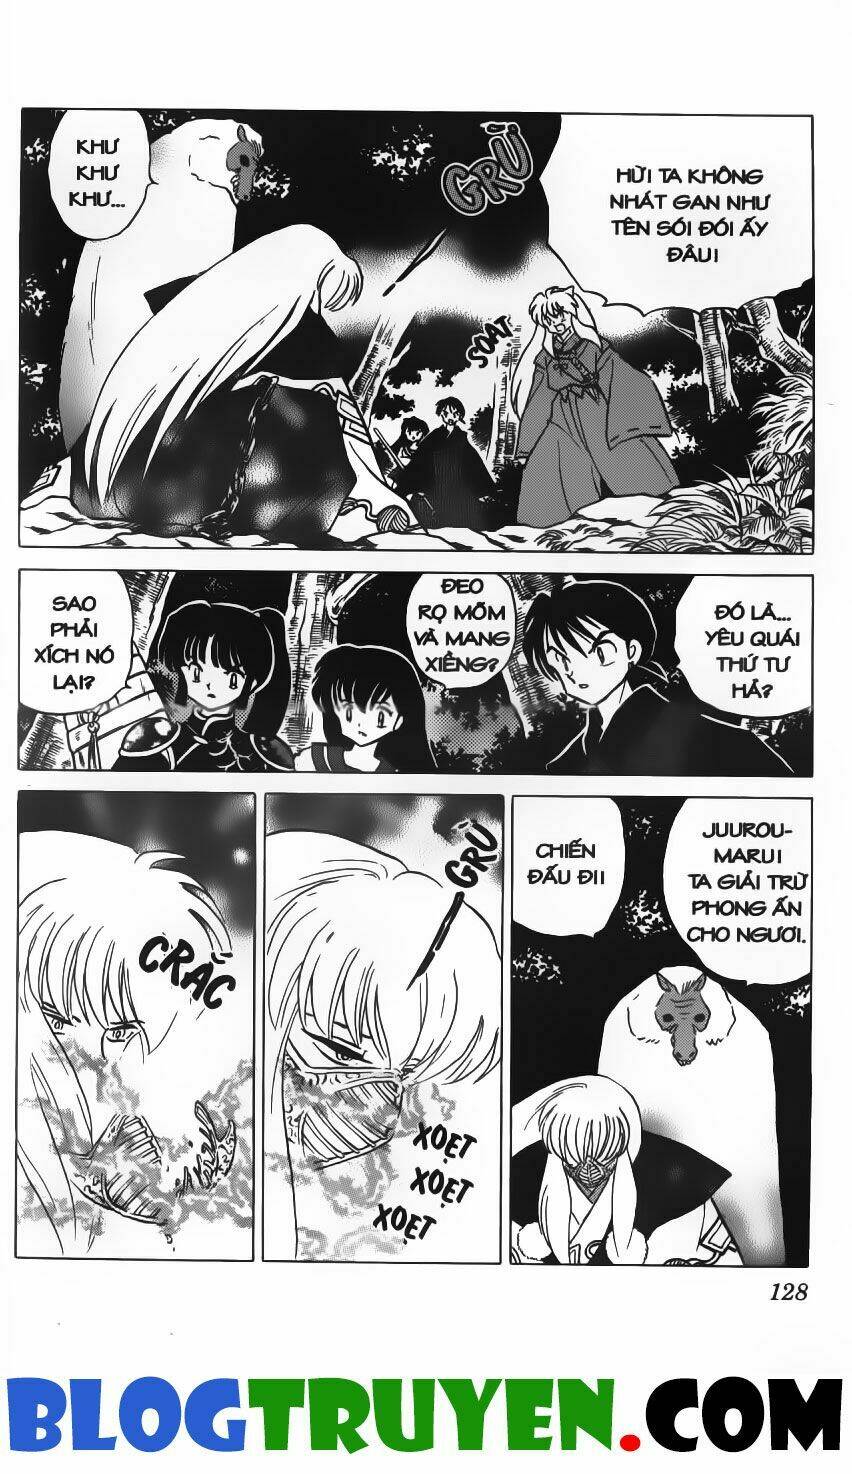 HỪI TA KHÔNG
NHÁT GAN NHƯ
TÊN SÓI ĐÓI ẤY
ĐÂU!
GRỪ
SOẠT
KHƯ
KHƯ
KHƯ...
ĐÓ LÀ...
YÊU QUÁI
THỨ TƯ
HẢ?
ĐEO
RỌ MÕM
VÀ MANG
XIỀNG?
SAO
PHẢI
XÍCH NÓ
LẠI?
JUUROU-
MARU!
TA GIẢI TRỪ
PHONG ẤN
CHO NGƯƠI.
CHIẾN
ĐẤU ĐI!
GRỪ
XOẸT
XOẸT
XOẸT
CRẮC
128
BLOGTRUYEN.COM